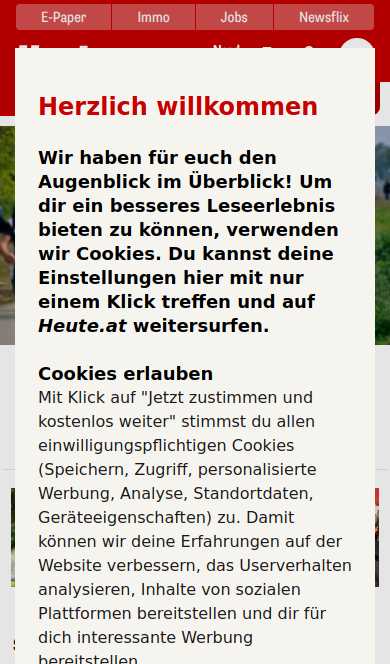 E-Paper Immo Jobs Newsflix
Herzlich willkommen
Wir haben für euch den
Augenblick im Überblick! Um
dir ein besseres Leseerlebnis
bieten zu können, verwenden
wir Cookies. Du kannst deine
Einstellungen hier mit nur
einem Klick treffen und auf
Heute.at weitersurfen.
Cookies erlauben
Mit Klick auf "Jetzt zustimmen und
kostenlos weiter" stimmst du allen
einwilligungspflichtigen Cookies
(Speichern, Zugriff, personalisierte
Werbung, Analyse, Standortdaten,
Geräteeigenschaften) zu. Damit
können wir deine Erfahrungen auf der
Website verbessern, das Userverhalten
analysieren, Inhalte von sozialen
Plattformen bereitstellen und dir für
dich interessante Werbung
bereitstellen